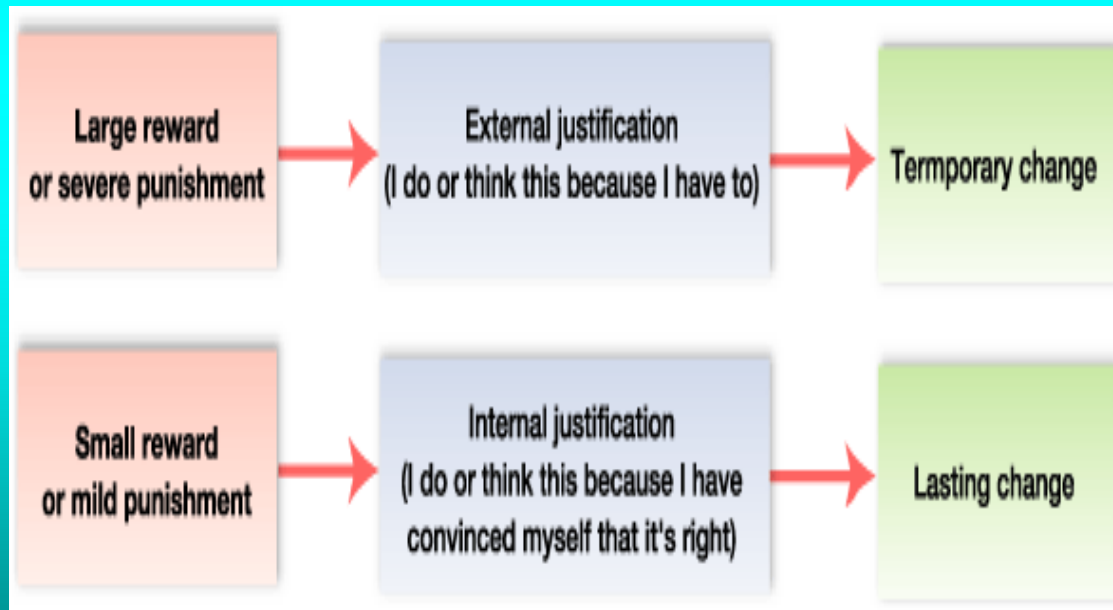 Large reward
or severe punishment
External justification
(I do or think this because I have to)
Termporary change
Small reward
or mild punishment
Internal justification
(I do or think this because I have
convinced myself that it's right)
Lasting change